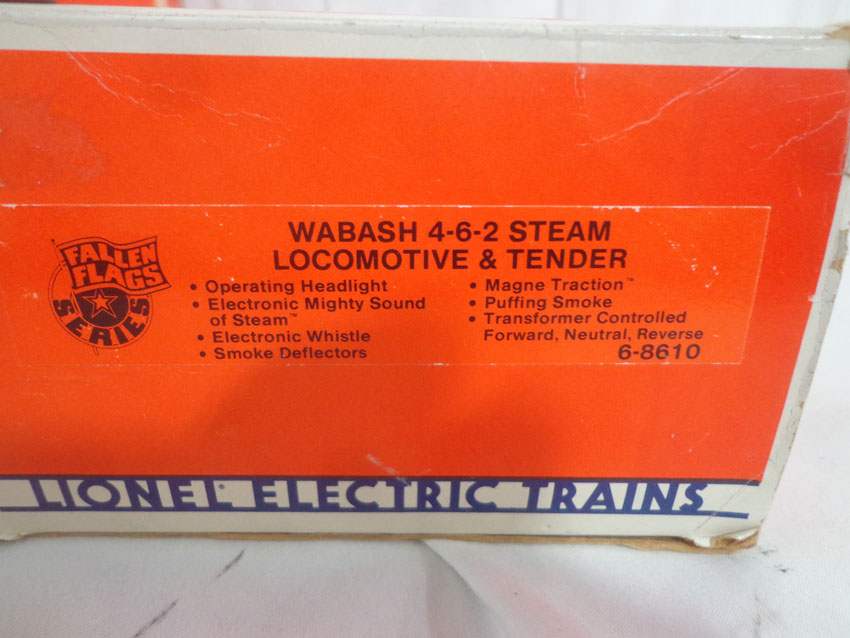 WABASH 4-6-2 STEAM
LOCOMOTIVE & TENDER
FALLEN
FLAGS
SERIES
• Operating Headlight
• Electronic Mighty Sound
of Steam™
• Electronic Whistle
• Smoke Deflectors
• Magne Traction™
• Puffing Smoke
• Transformer Controlled
Forward, Neutral, Reverse
6-8610
LIONEL® ELECTRIC TRAINS